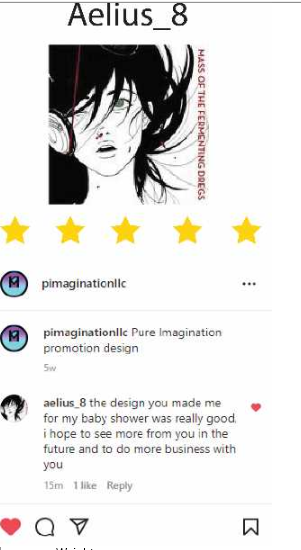 Aelius_8
MASS OF THE FERMENTING DREGS
pimaginationllc
pimaginationllc Pure Imagination
promotion design
5w
aelius_8 the design you made me
for my baby shower was really good.
i hope to see more from you in the
future and to do more business with
you
15m 1 like Reply